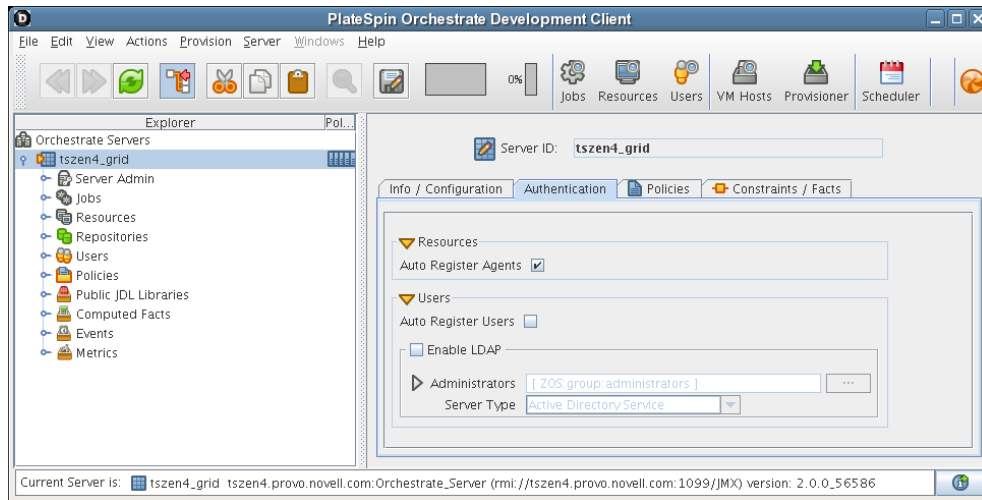 PlateSpin Orchestrate Development Client
File Edit View Actions Provision Server Windows Help
0%
Jobs Resources Users VM Hosts Provisioner Scheduler
Explorer Pol...
Orchestrate Servers
tszen4_grid
Server Admin
Jobs
Resources
Repositories
Users
Policies
Public JDL Libraries
Computed Facts
Events
Metrics
Server ID: tszen4_grid
Info / Configuration Authentication Policies Constraints / Facts
Resources
Auto Register Agents
Users
Auto Register Users
Enable LDAP
Administrators [ ZOS:group:administrators ] ...
Server Type Active Directory Service
Current Server is: tszen4_grid tszen4.provo.novell.com:Orchestrate_Server (rmi://tszen4.provo.novell.com:1099/JMX) version: 2.0.0_56586